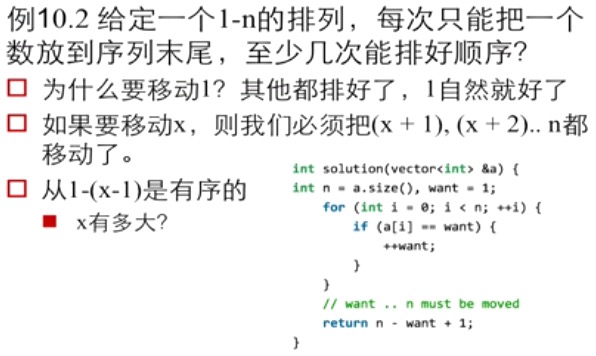 例10.2 给定一个1-n的排列，每次只能把一个
数放到序列末尾，至少几次能排好顺序？
为什么要移动1？其他都排好了，1自然就好了
如果要移动x，则我们必须把(x + 1), (x + 2).. n都
移动了。
从1-(x-1)是有序的
x有多大？
int solution(vector<int> &a) {
int n = a.size(), want = 1;
for (int i = 0; i < n; ++i) {
if (a[i] == want) {
++want;
}
}
// want .. n must be moved
return n - want + 1;
}